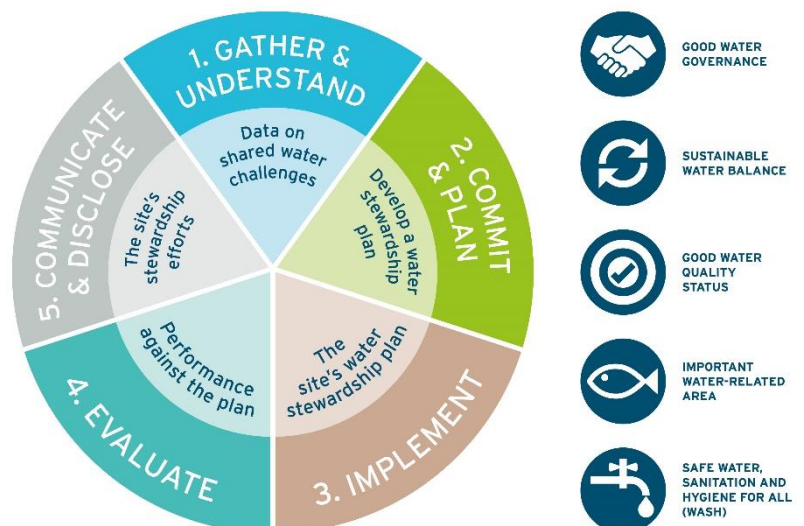 1. GATHER &
UNDERSTAND
Data on
shared water
challenges
2. COMMIT
& PLAN
Develop a water
stewardship
plan
3. IMPLEMENT
The
site's water
stewardship plan
4. EVALUATE
Performance
against the plan
5. COMMUNICATE
& DISCLOSE
The site's
stewardship
efforts
GOOD WATER
GOVERNANCE
SUSTAINABLE
WATER BALANCE
GOOD WATER
QUALITY
STATUS
IMPORTANT
WATER-RELATED
AREA
SAFE WATER,
SANITATION AND
HYGIENE FOR ALL
(WASH)